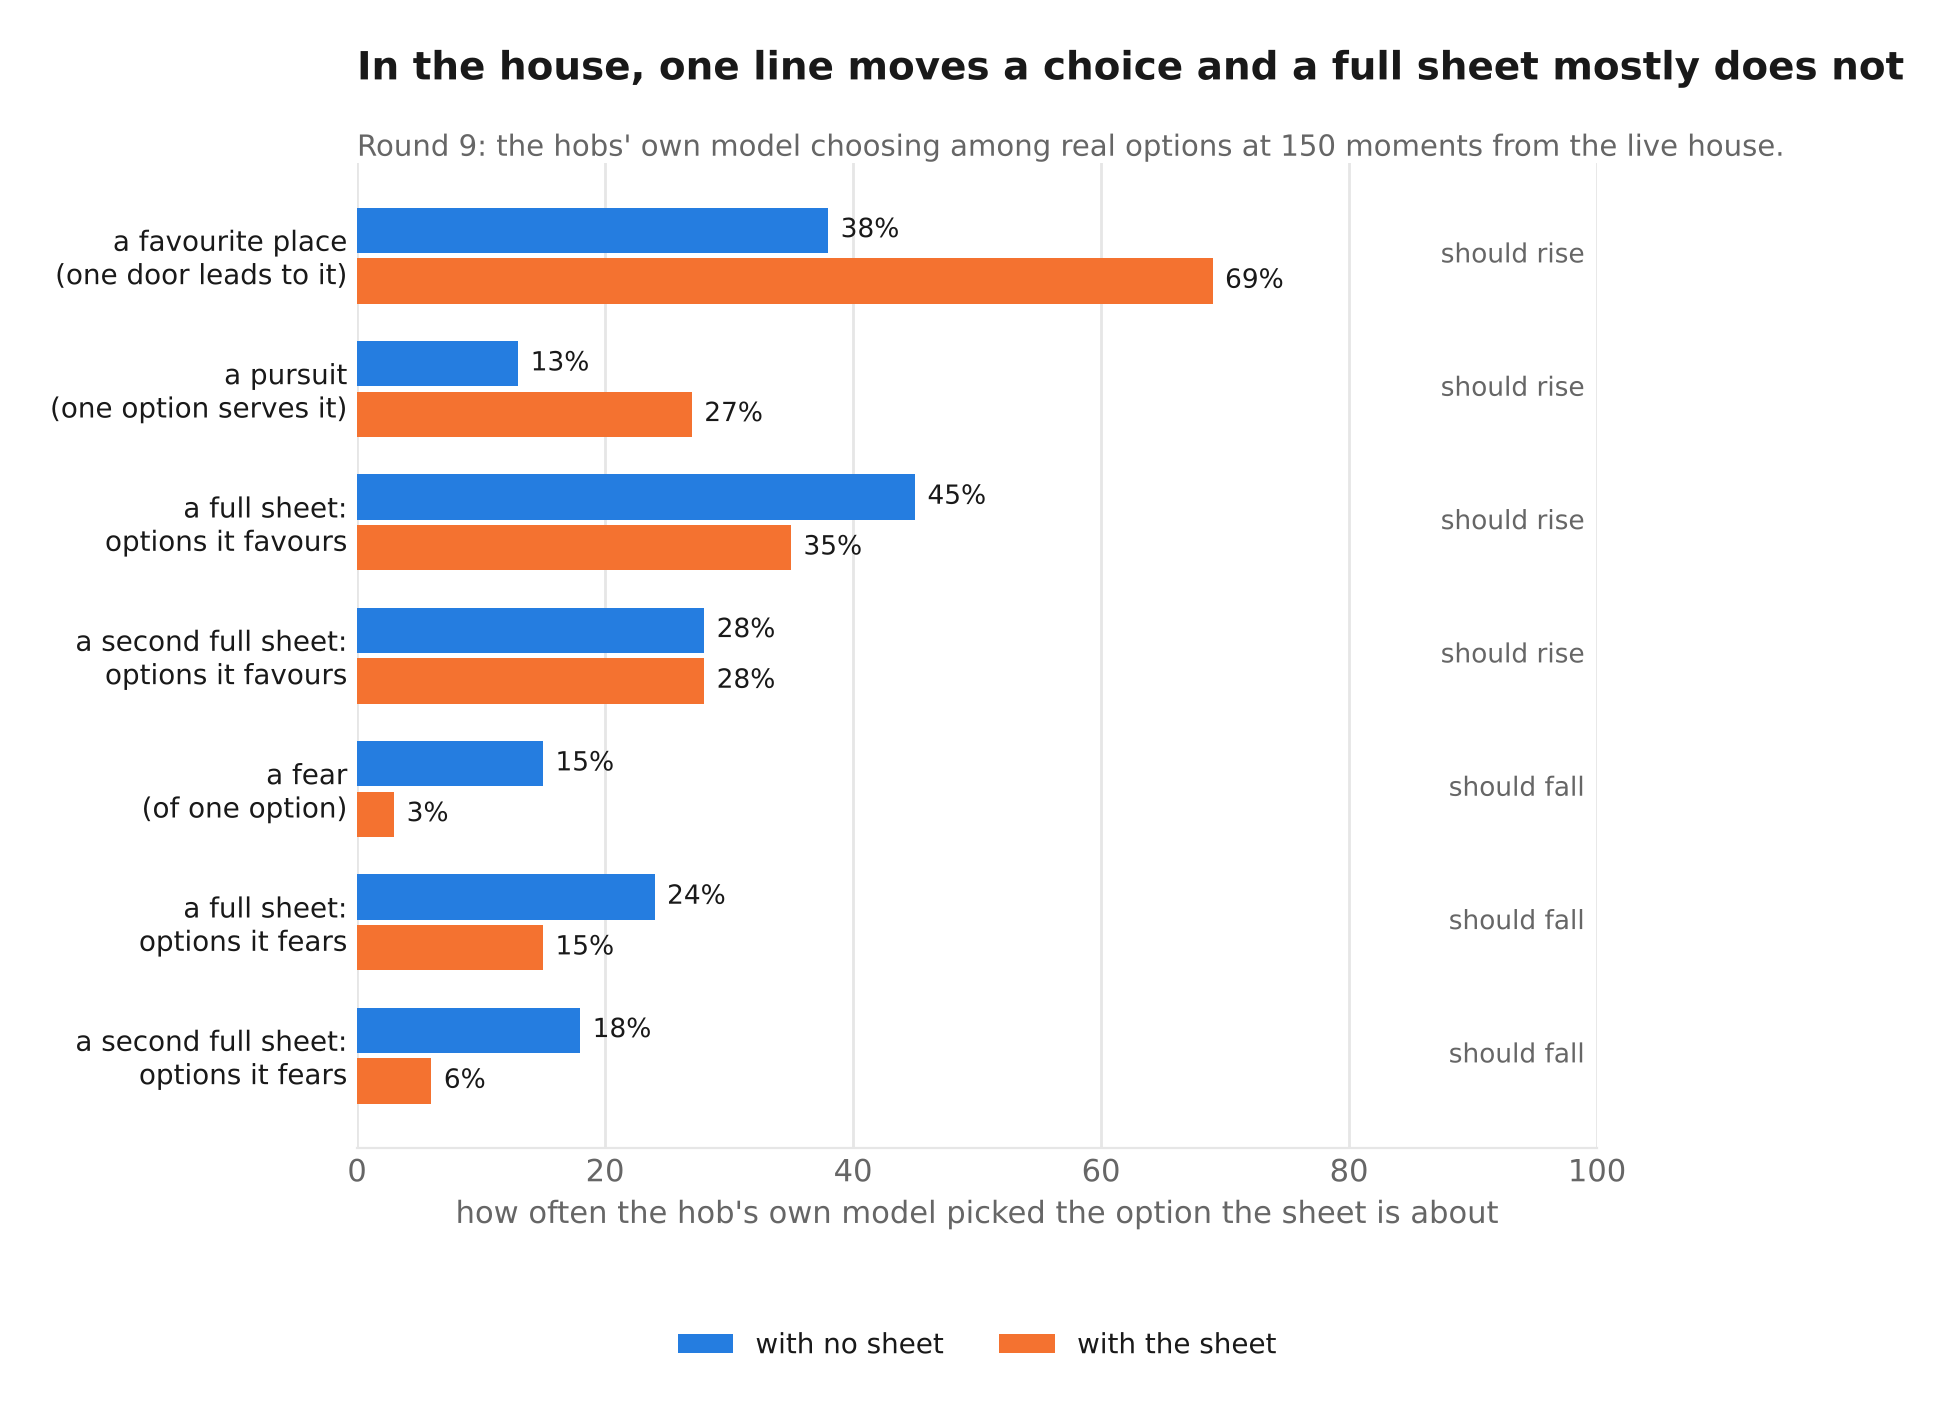 In the house, one line moves a choice and a full sheet mostly does not
Round 9: the hobs' own model choosing among real options at 150 moments from the live house.
a favourite place
(one door leads to it)
38%
69%
should rise
a pursuit
(one option serves it)
13%
27%
should rise
a full sheet:
options it favours
45%
35%
should rise
a second full sheet:
options it favours
28%
28%
should rise
a fear
(of one option)
15%
3%
should fall
a full sheet:
options it fears
24%
15%
should fall
a second full sheet:
options it fears
18%
6%
should fall
0 20 40 60 80 100
how often the hob's own model picked the option the sheet is about
with no sheet with the sheet